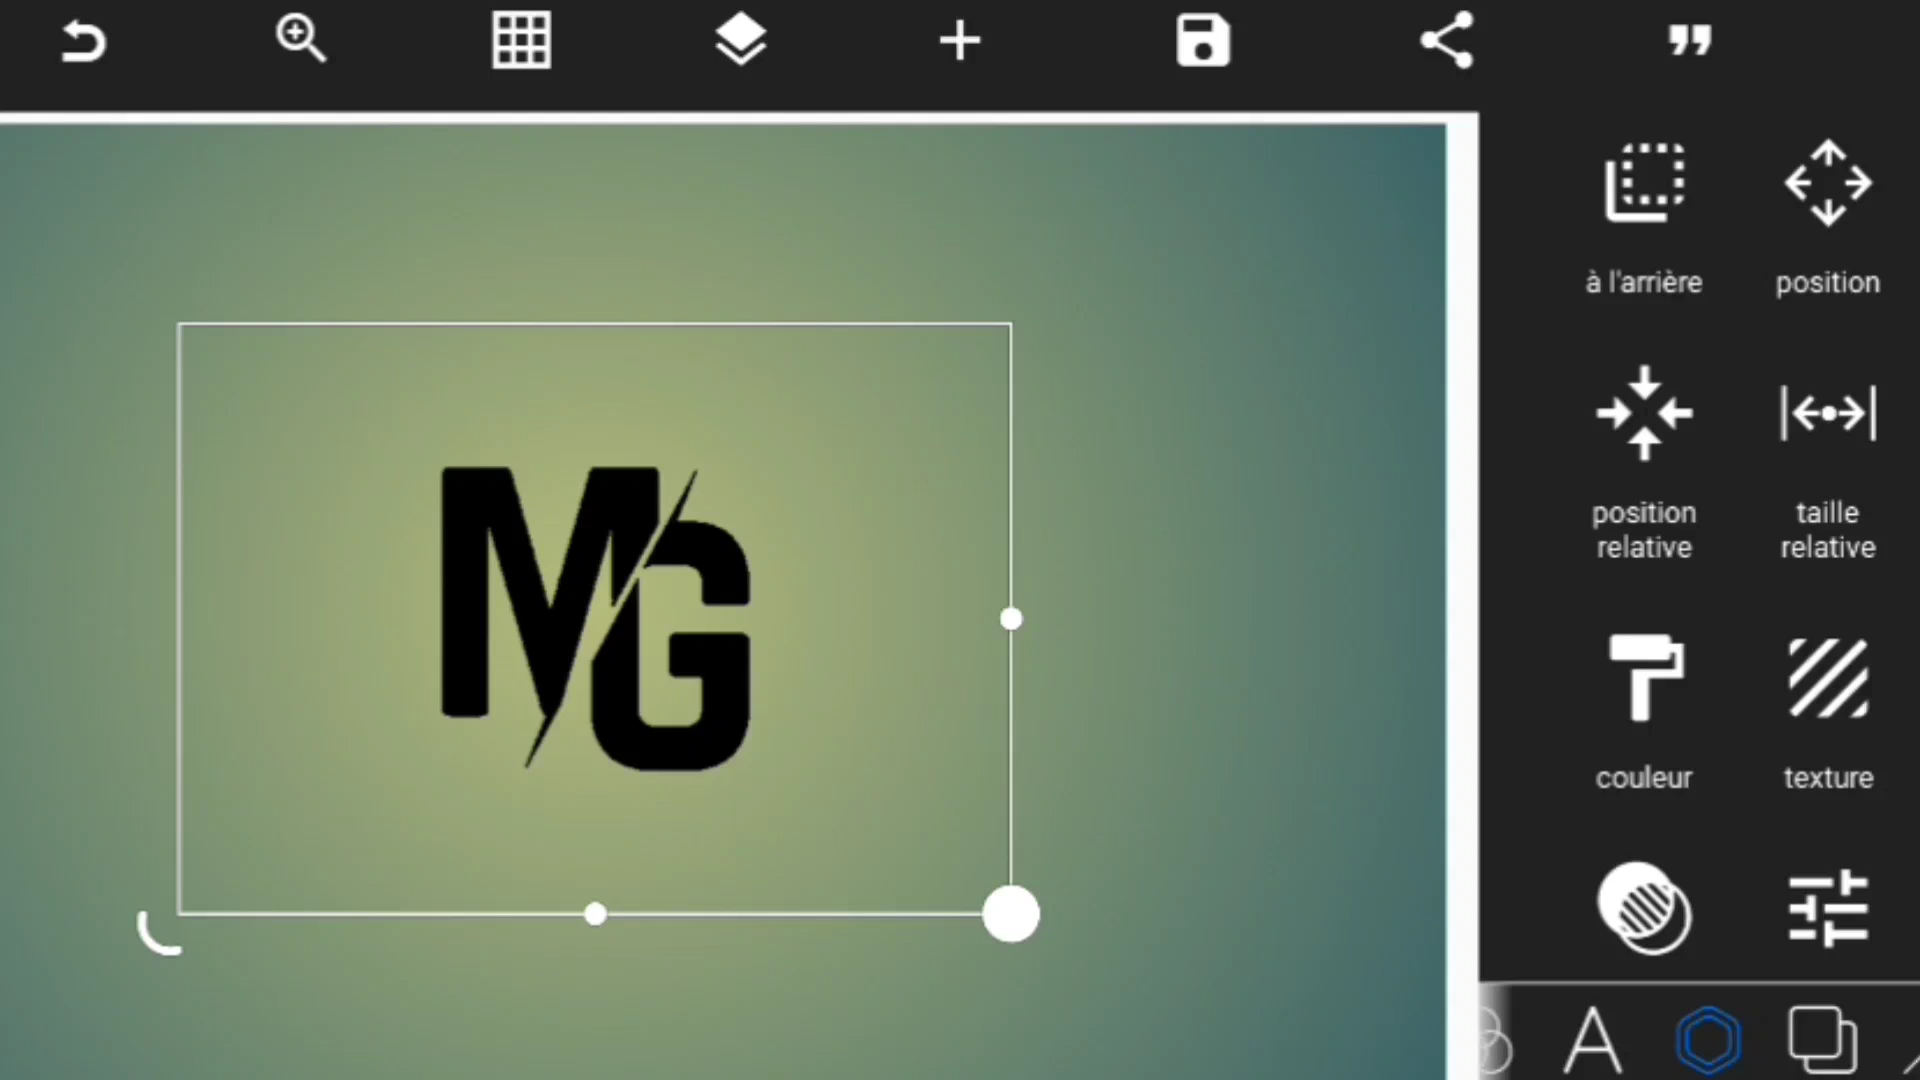 à l'arrière
position
MG
position
relative
taille
relative
couleur
texture
A